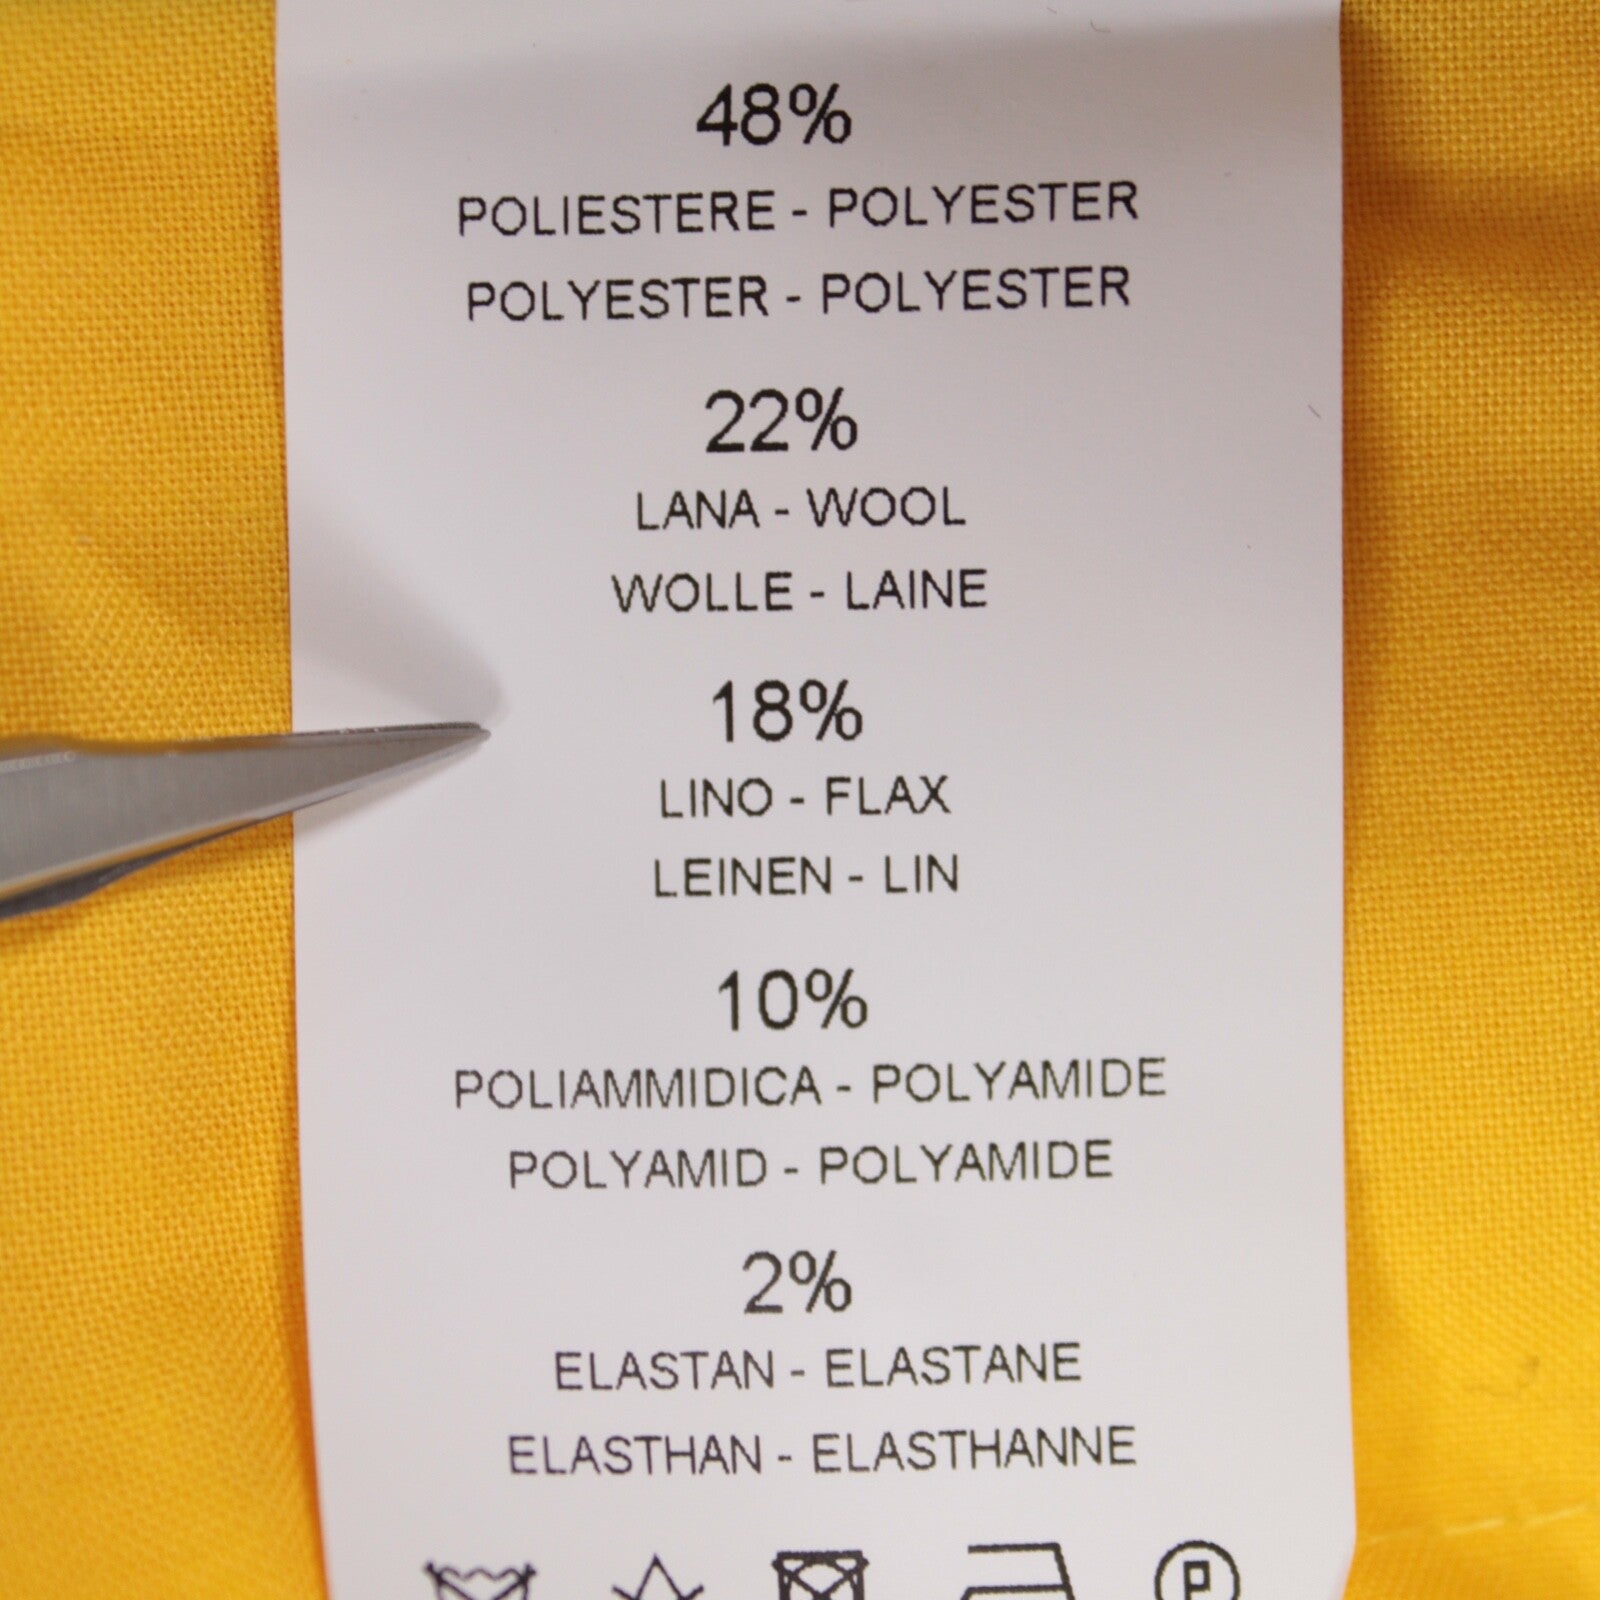 48%
POLIESTERE - POLYESTER
POLYESTER - POLYESTER
22%
LANA - WOOL
WOLLE - LAINE
18%
LINO - FLAX
LEINEN - LIN
10%
POLIAMMIDICA - POLYAMIDE
POLYAMID - POLYAMIDE
2%
ELASTAN - ELASTANE
ELASTHAN - ELASTHANNE
P